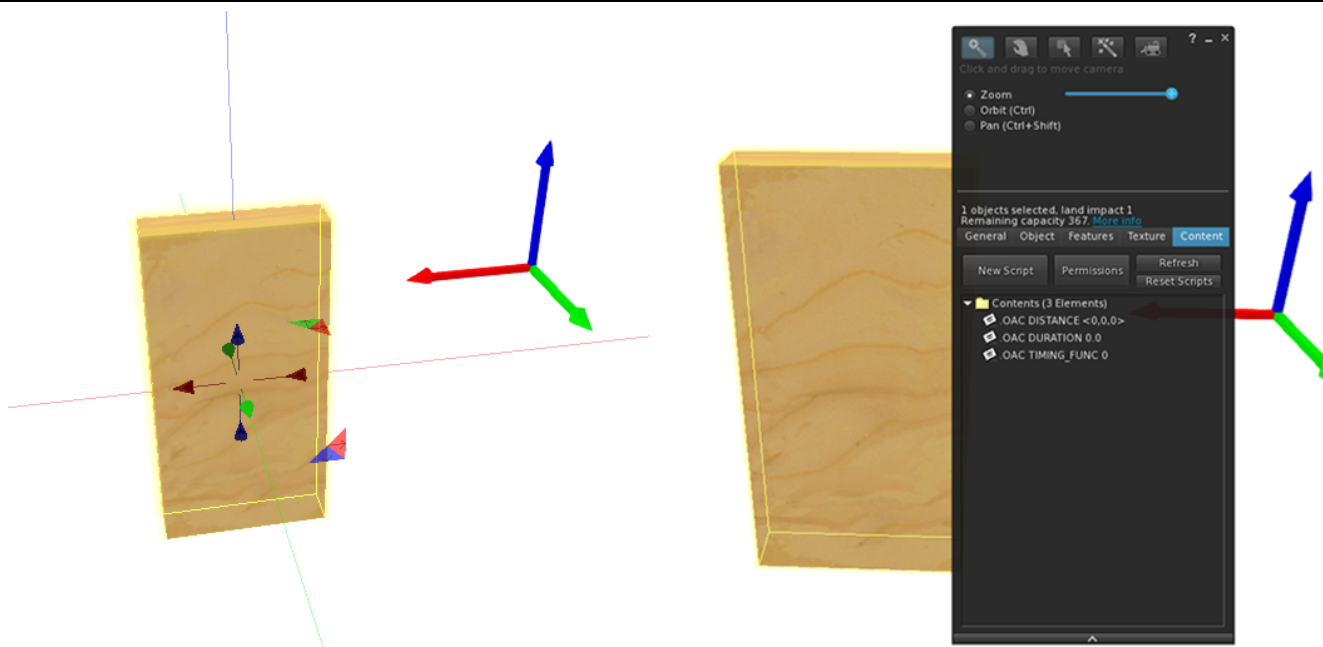 ? _ ×
Click and drag to move camera
Zoom
Orbit (Ctrl)
Pan (Ctrl+Shift)
1 objects selected, land impact 1
Remaining capacity 367. More info
General Object Features Texture Content
New Script Permissions Refresh
Reset Scripts
Contents (3 Elements)
.OAC DISTANCE <0,0,0>
.OAC DURATION 0.0
.OAC TIMING_FUNC 0